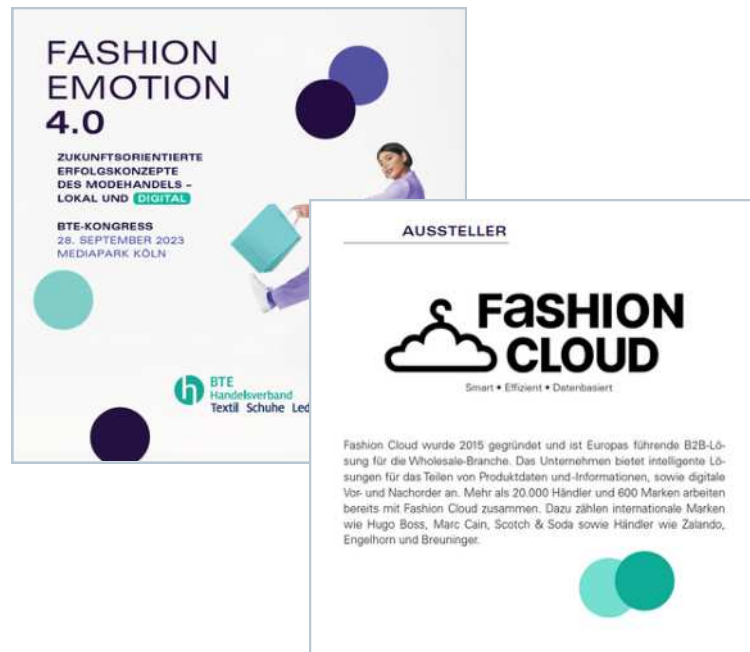 FASHION
EMOTION
4.0
ZUKUNFTSORIENTIERTE
ERFOLGSKONZEPTE
DES MODEHANDELS –
LOKAL UND DIGITAL
BTE-KONGRESS
28. SEPTEMBER 2023
MEDIAPARK KÖLN
BTE
Handelsverband
Textil Schuhe Led
AUSSTELLER
FaSHION
CLOUD
Smart • Effizient • Datenbasiert
Fashion Cloud wurde 2015 gegründet und ist Europas führende B2B-Lö-
sung für die Wholesale-Branche. Das Unternehmen bietet intelligente Lö-
sungen für das Teilen von Produktdaten und-Informationen, sowie digitale
Vor- und Nachorder an. Mehr als 20.000 Händler und 600 Marken arbeiten
bereits mit Fashion Cloud zusammen. Dazu zählen internationale Marken
wie Hugo Boss, Marc Cain, Scotch & Soda sowie Händler wie Zalando,
Engelhorn und Breuninger.